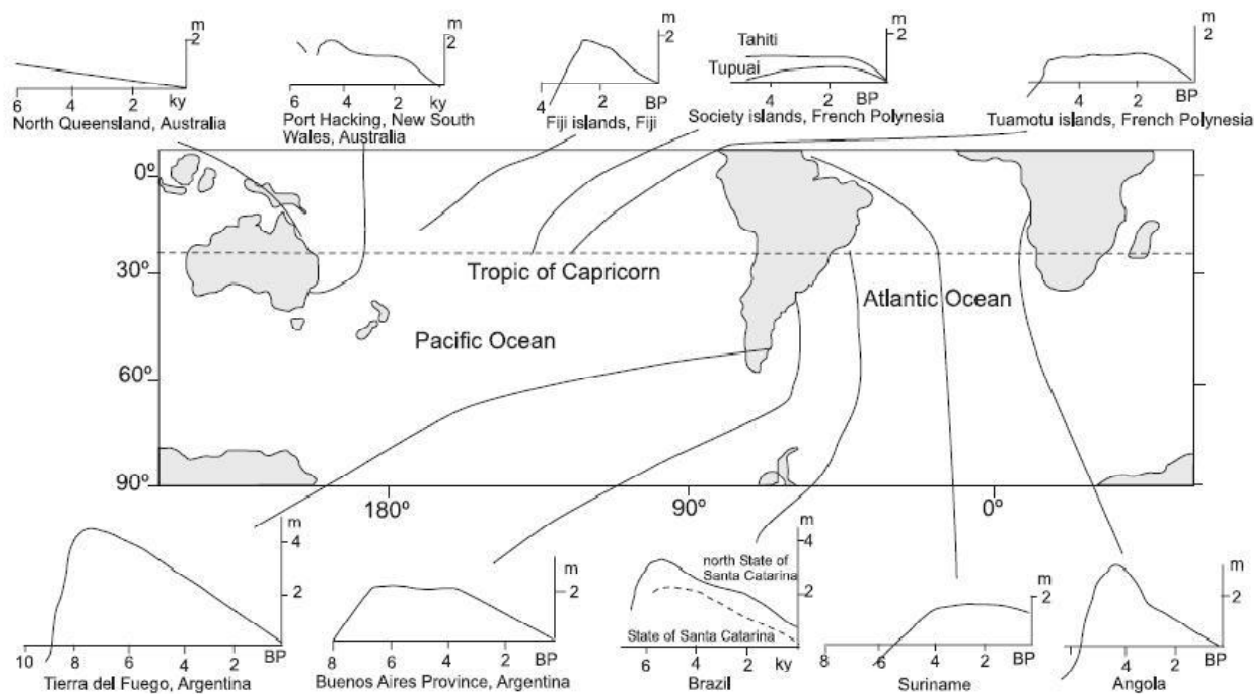 m
2
6
4
2
ky
North Queensland, Australia
m
2
6
4
2
ky
Port Hacking, New South
Wales, Australia
m
2
4
2
BP
Fiji islands, Fiji
m
2
Tahiti
Tupuai
4
2
BP
Society islands, French Polynesia
m
2
4
2
BP
Tuamotu islands, French Polynesia
0º
30º
60º
90º
Tropic of Capricorn
Pacific Ocean
Atlantic Ocean
180º
90º
0º
m
4
2
10
8
6
4
2
BP
Tierra del Fuego, Argentina
m
2
8
6
4
2
BP
Buenos Aires Province, Argentina
m
4
2
north State of
Santa Catarina
State of Santa Catarina
6
4
2
ky
Brazil
m
2
8
6
4
2
BP
Suriname
m
2
4
2
BP
Angola